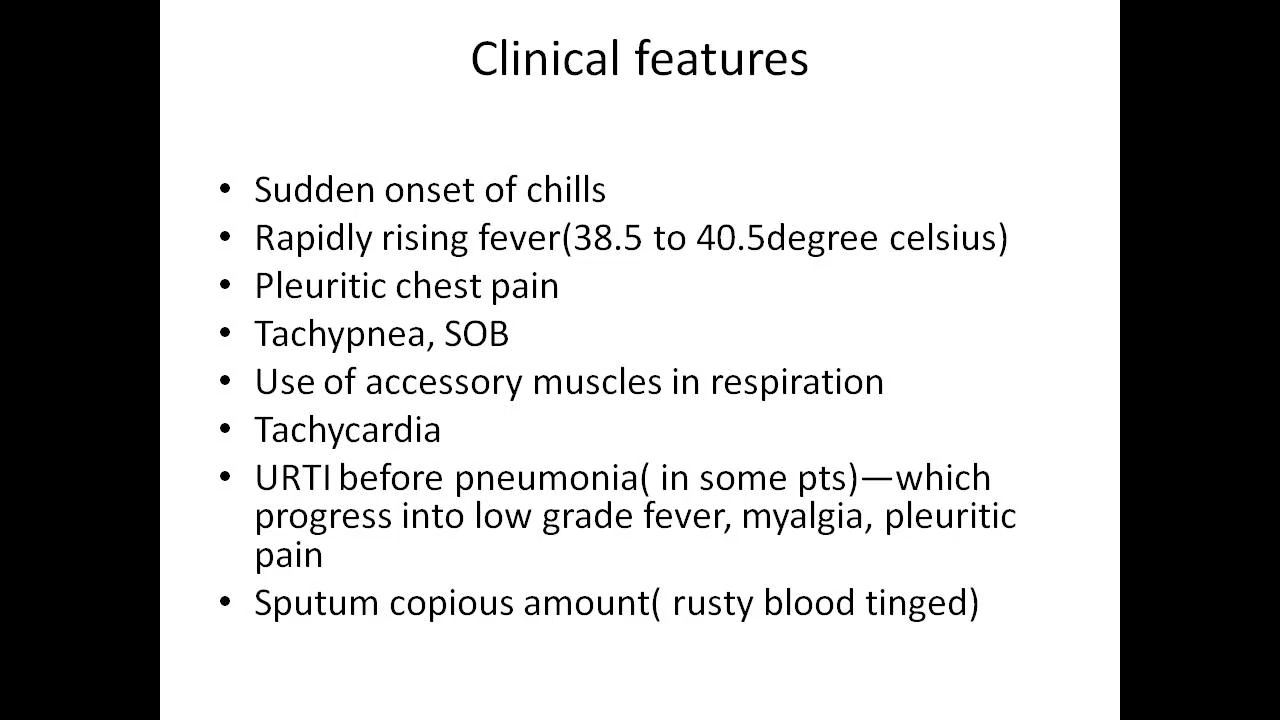 Clinical features
• Sudden onset of chills
• Rapidly rising fever(38.5 to 40.5degree celsius)
• Pleuritic chest pain
• Tachypnea, SOB
• Use of accessory muscles in respiration
• Tachycardia
• URTI before pneumonia( in some pts)—which
progress into low grade fever, myalgia, pleuritic
pain
• Sputum copious amount( rusty blood tinged)